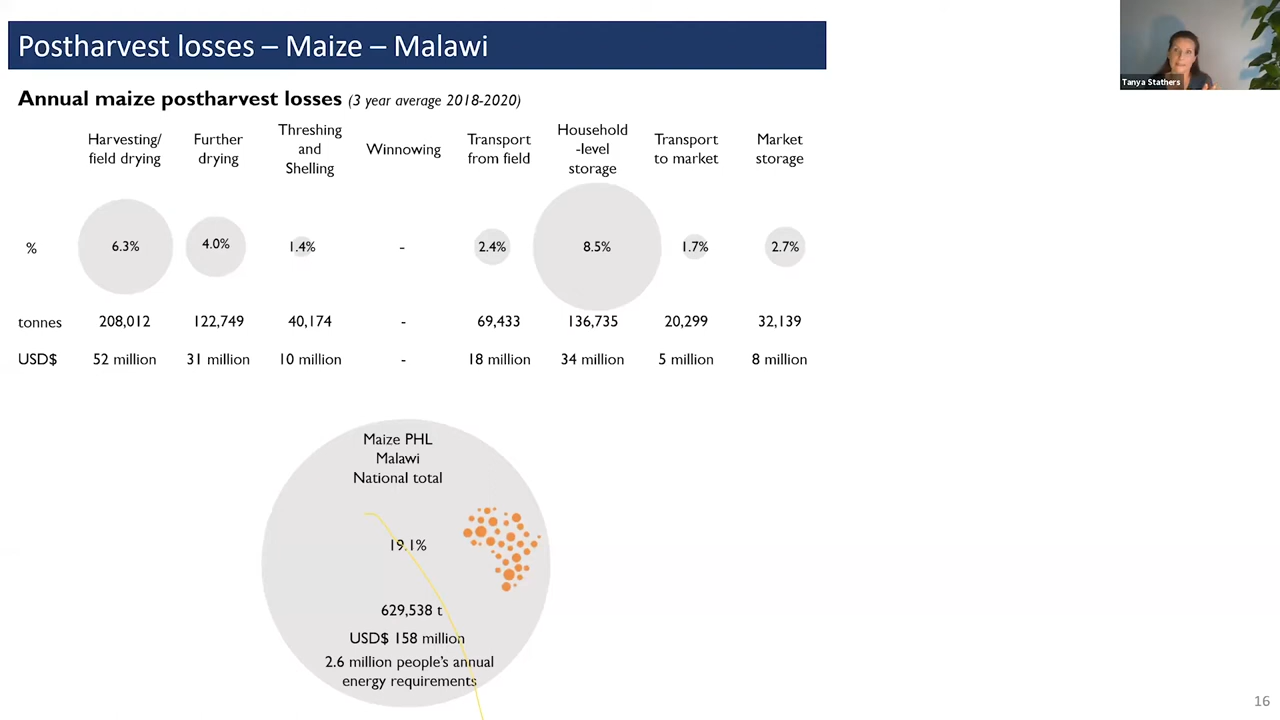 Postharvest losses – Maize – Malawi
Tanya Stathers
Annual maize postharvest losses (3 year average 2018-2020)
Harvesting/
field drying
Further
drying
Threshing
and
Shelling
Winnowing
Transport
from field
Household
-level
storage
Transport
to market
Market
storage
% 6.3% 4.0% 1.4% - 2.4% 8.5% 1.7% 2.7%
tonnes 208,012 122,749 40,174 - 69,433 136,735 20,299 32,139
USD$ 52 million 31 million 10 million - 18 million 34 million 5 million 8 million
Maize PHL
Malawi
National total
19.1%
629,538 t
USD$ 158 million
2.6 million people's annual
energy requirements
16